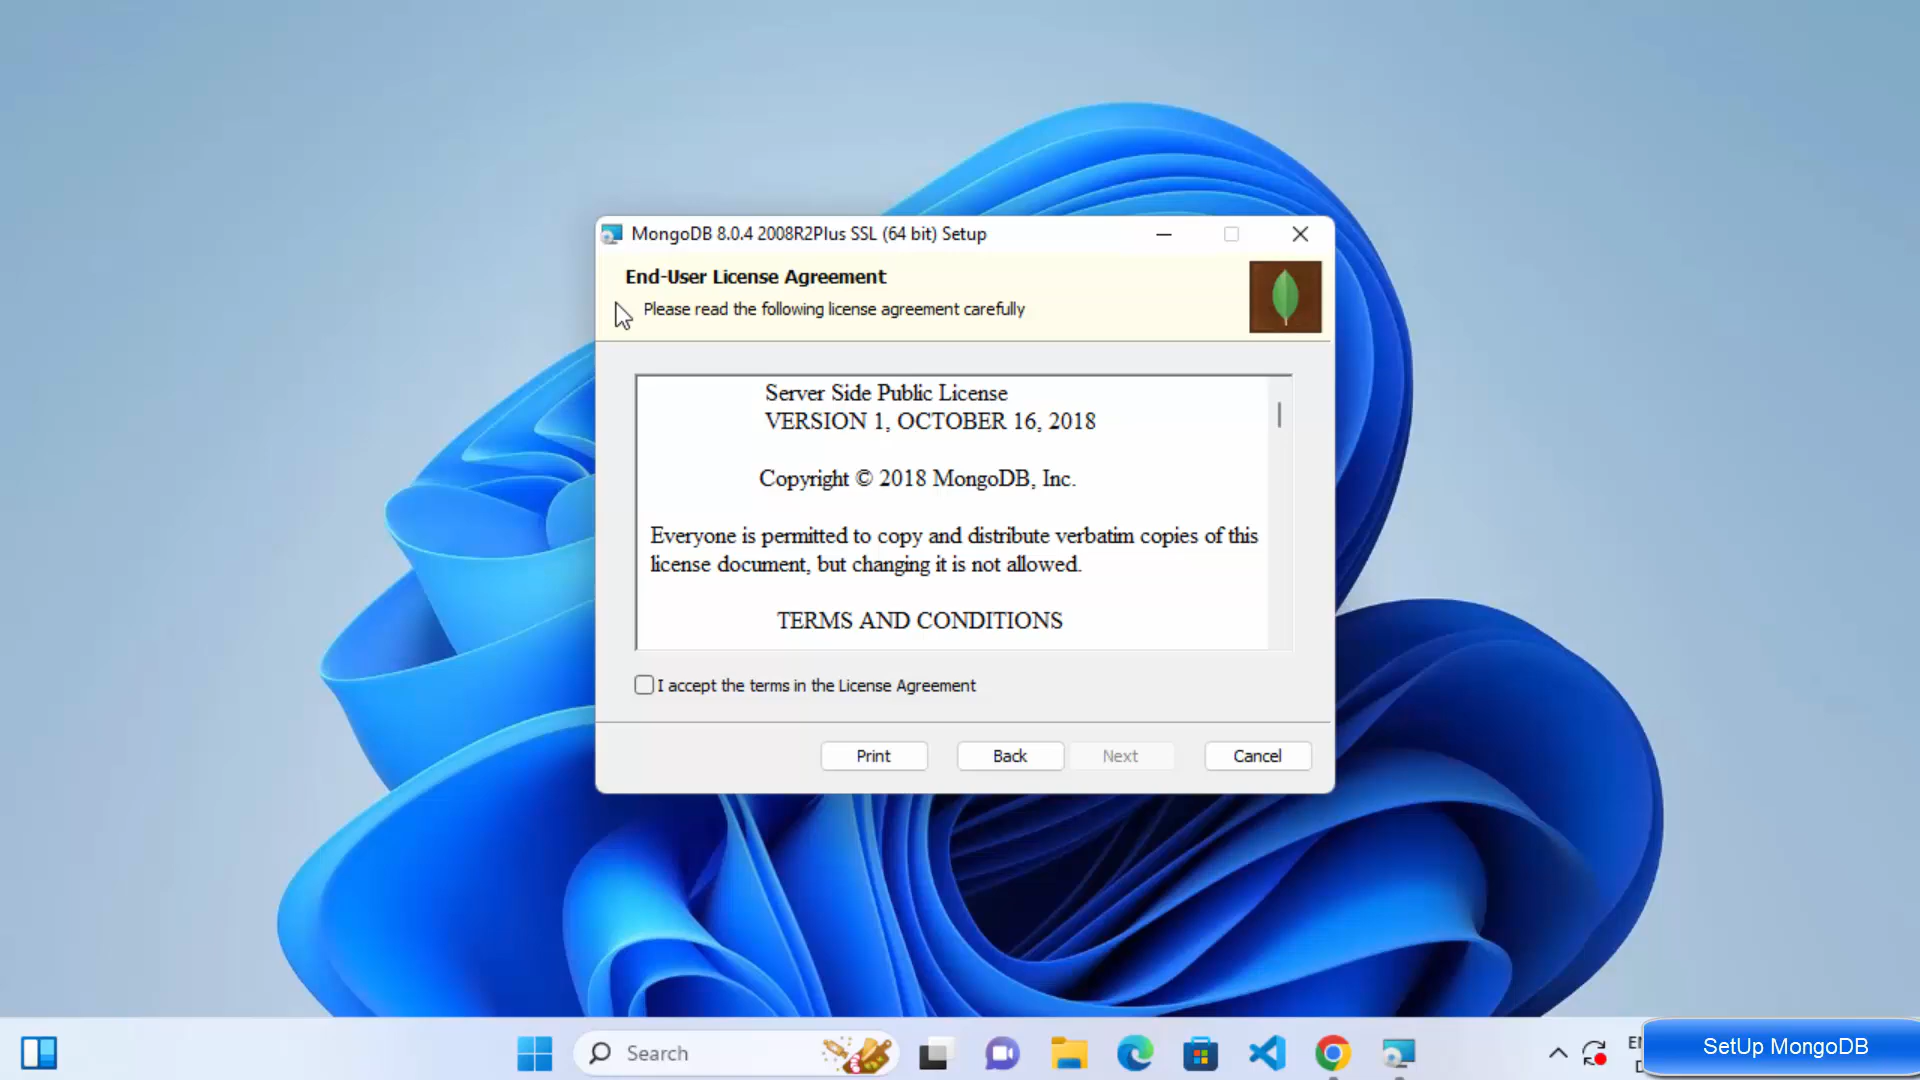 MongoDB 8.0.4 2008R2Plus SSL (64 bit) Setup
End-User License Agreement
Please read the following license agreement carefully
Server Side Public License
VERSION 1, OCTOBER 16, 2018
Copyright © 2018 MongoDB, Inc.
Everyone is permitted to copy and distribute verbatim copies of this
license document, but changing it is not allowed.
TERMS AND CONDITIONS
I accept the terms in the License Agreement
Print
Back
Next
Cancel
Search
SetUp MongoDB